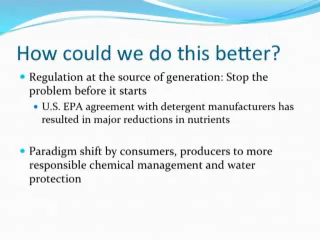 How could we do this better?
Regulation at the source of generation: Stop the
problem before it starts
U.S. EPA agreement with detergent manufacturers has
resulted in major reductions in nutrients
Paradigm shift by consumers, producers to more
responsible chemical management and water
protection